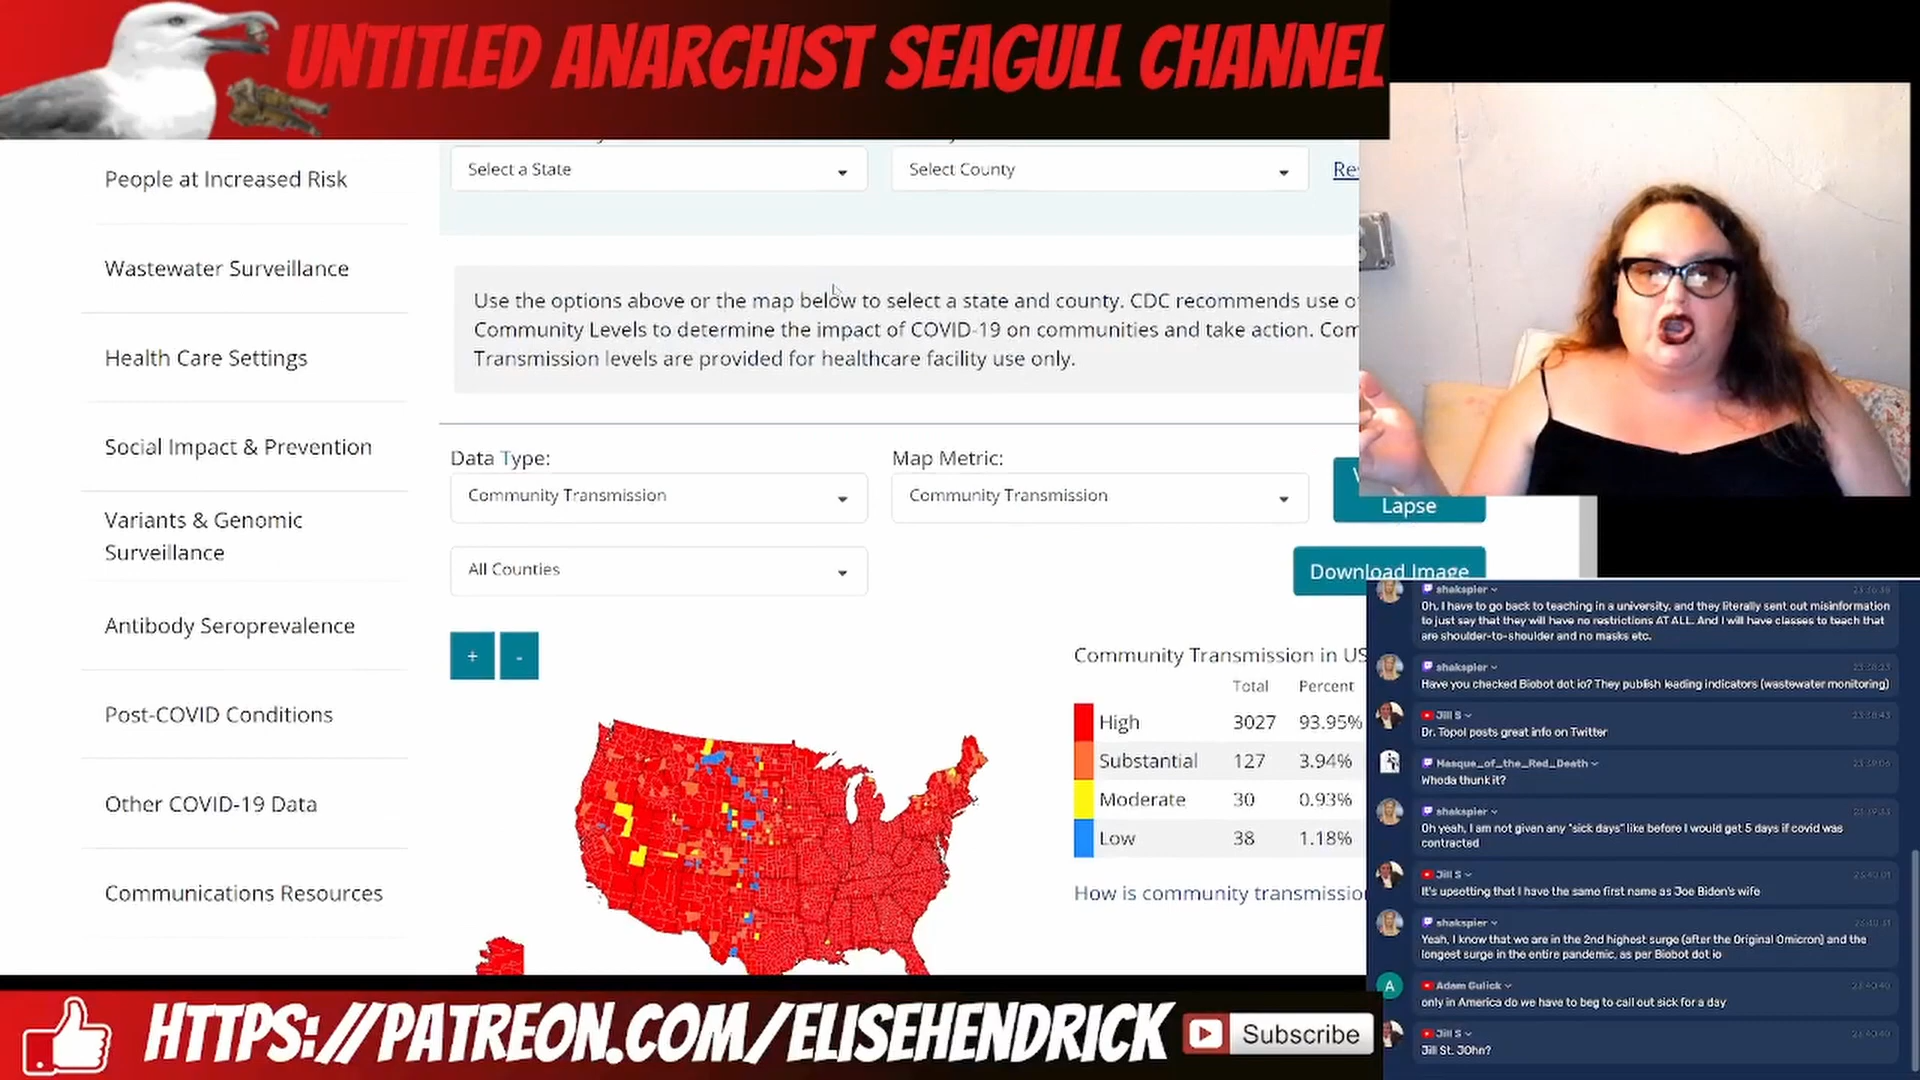 UNTITLED ANARCHIST SEAGULL CHANNEL
People at Increased Risk
Wastewater Surveillance
Health Care Settings
Social Impact & Prevention
Variants & Genomic
Surveillance
Antibody Seroprevalence
Post-COVID Conditions
Other COVID-19 Data
Communications Resources
Select a State
Select County
Res
Use the options above or the map below to select a state and county. CDC recommends use o
Community Levels to determine the impact of COVID-19 on communities and take action. Com
Transmission levels are provided for healthcare facility use only.
Data Type:
Community Transmission
Map Metric:
Community Transmission
Lapse
All Counties
Download Image
+
-
Community Transmission in US
Total Percent
High 3027 93.95%
Substantial 127 3.94%
Moderate 30 0.93%
Low 38 1.18%
How is community transmission
shakspier
Oh, I have to go back to teaching in a university, and they literally sent out misinformation
to just say that they will have no restrictions AT ALL. And I will have classes to teach that
are shoulder-to-shoulder and no masks etc.
shakspier
Have you checked Biobot dot io? They publish leading indicators (wastewater monitoring)
Jill S
Dr. Topol posts great info on Twitter
Masque_of_the_Red_Death
Whoda thunk it?
shakspier
Oh yeah, I am not given any "sick days" like before I would get 5 days if covid was
contracted
Jill S
It's upsetting that I have the same first name as Joe Biden's wife
shakspier
Yeah, I know that we are in the 2nd highest surge (after the Original Omicron) and the
longest surge in the entire pandemic, as per Biobot dot io
A
Adam Gulick
only in America do we have to beg to call out sick for a day
Jill S
Jill St. JOhn?
HTTPS://PATREON.COM/ELISEHENDRICK
Subscribe